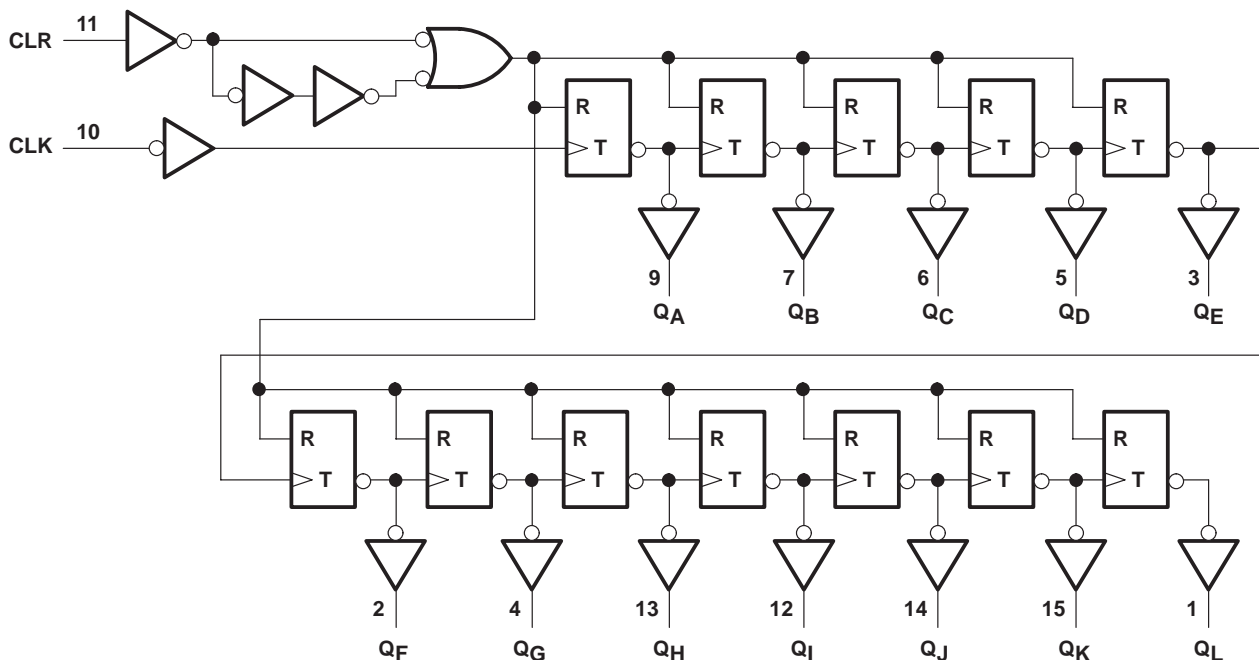 CLR 11
CLK 10
R R R R R
T T T T T
9 7 6 5 3
QA QB QC QD QE
R R R R R R R
T T T T T T T
2 4 13 12 14 15 1
QF QG QH QI QJ QK QL